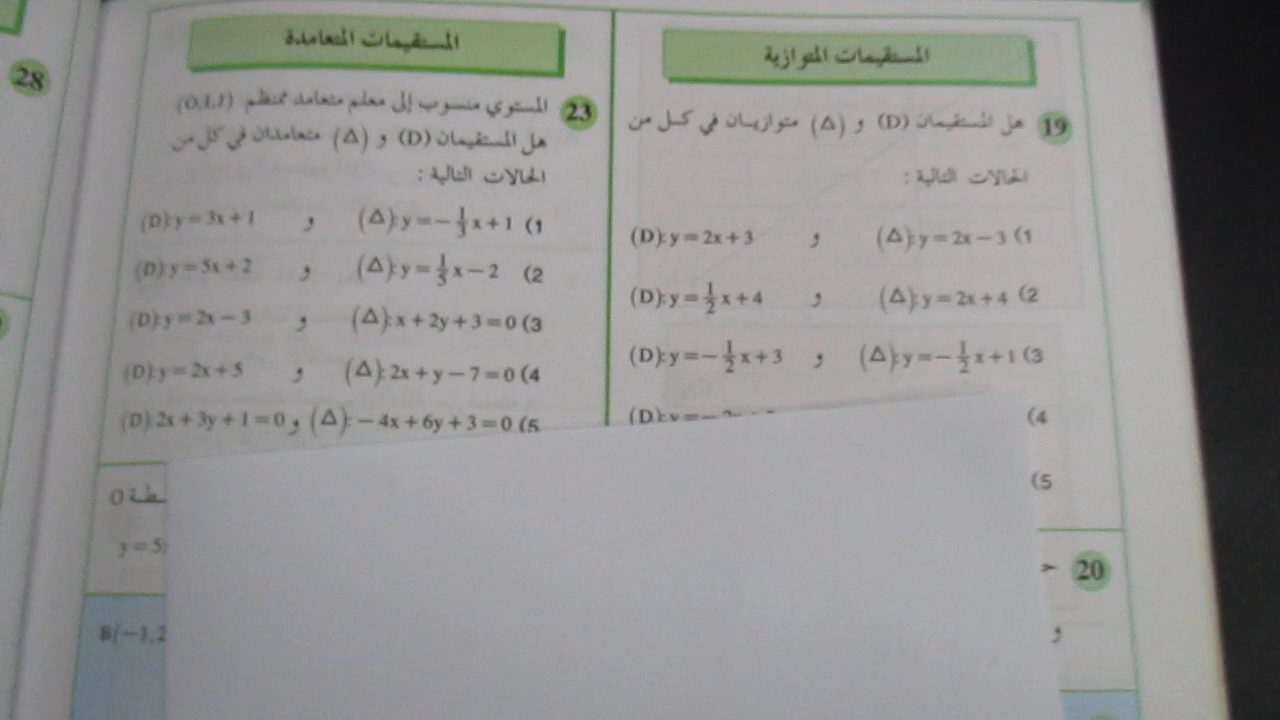 المستقيمات المتوازية
19 هل المستقيمان (D) و (Δ) متوازيان في كل من
الحالات التالية :
1) (Δ):y=2x−3 و (D):y=2x+3
2) (Δ):y=2x+4 و (D):y=1/2x+4
3) (Δ):y=−1/2x+1 و (D):y=−1/2x+3
4) (D):y=−
5)
20
و
المستقيمات المتعامدة
23 المستوي منسوب إلى معلم متعامد ممنظم (O,I,J)
هل المستقيمان (D) و (Δ) متعامدان في كل من
الحالات التالية :
1) (Δ):y=−1/3x+1 و (D):y=3x+1
2) (Δ):y=1/5x−2 و (D):y=5x+2
3) (Δ):x+2y+3=0 و (D):y=2x−3
4) (Δ):2x+y−7=0 و (D):y=2x+5
5) (Δ):−4x+6y+3=0 و (D):2x+3y+1=0
O
y=5
B(−1,2
28